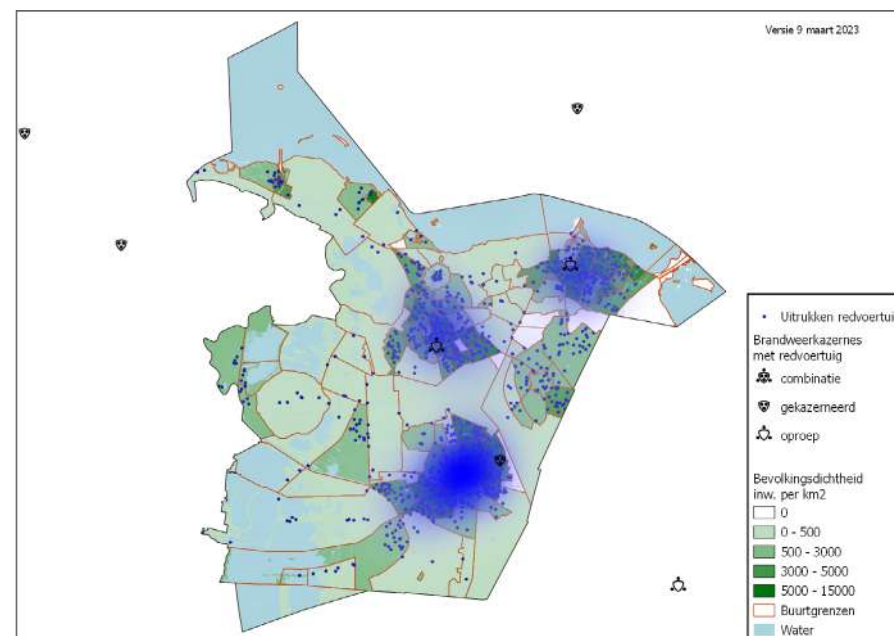 Versie 9 maart 2023
Uitrukken redvoertui
Brandweerkazernes
met redvoertuig
combinatie
gekazerneerd
oproep
Bevolkingsdichtheid
inw. per km2
0
0 - 500
500 - 3000
3000 - 5000
5000 - 15000
Buurtgrenzen
Water